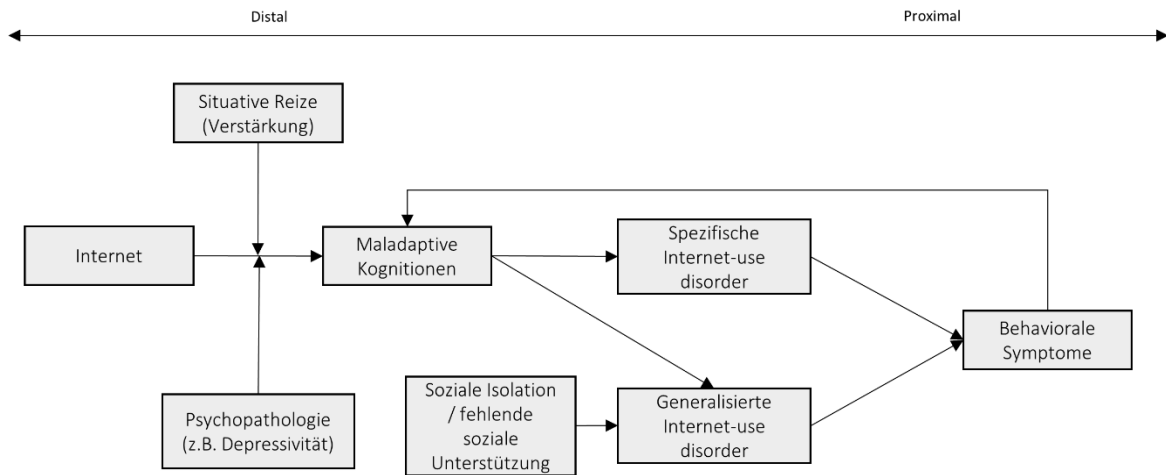 Distal
Proximal
Situative Reize
(Verstärkung)
Internet
Maladaptive
Kognitionen
Spezifische
Internet-use
disorder
Behaviorale
Symptome
Psychopathologie
(z.B. Depressivität)
Soziale Isolation
/ fehlende
soziale
Unterstützung
Generalisierte
Internet-use
disorder